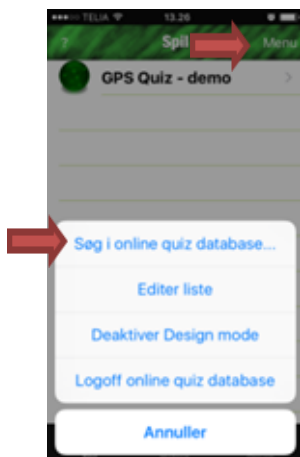 TELIA 13.26
? Spil Menu
GPS Quiz - demo
Søg i online quiz database...
Editer liste
Deaktiver Design mode
Logoff online quiz database
Annuller